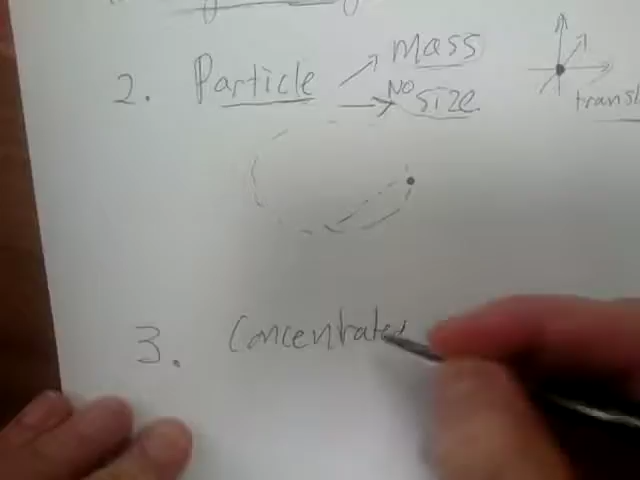 mass
2. Particle
No size
transl
3. Concentrated